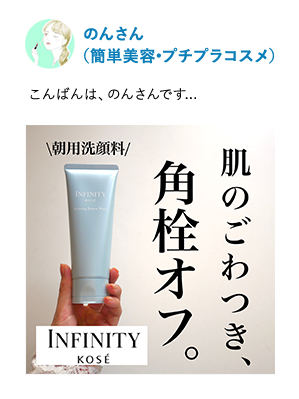 のんさん
(簡単美容・プチプラコスメ)
こんばんは、のんさんです...
\朝用洗顔料/
肌のごわつき、
角栓オフ。
INFINITY
KOSÉ
INFINITY
KOSÉ